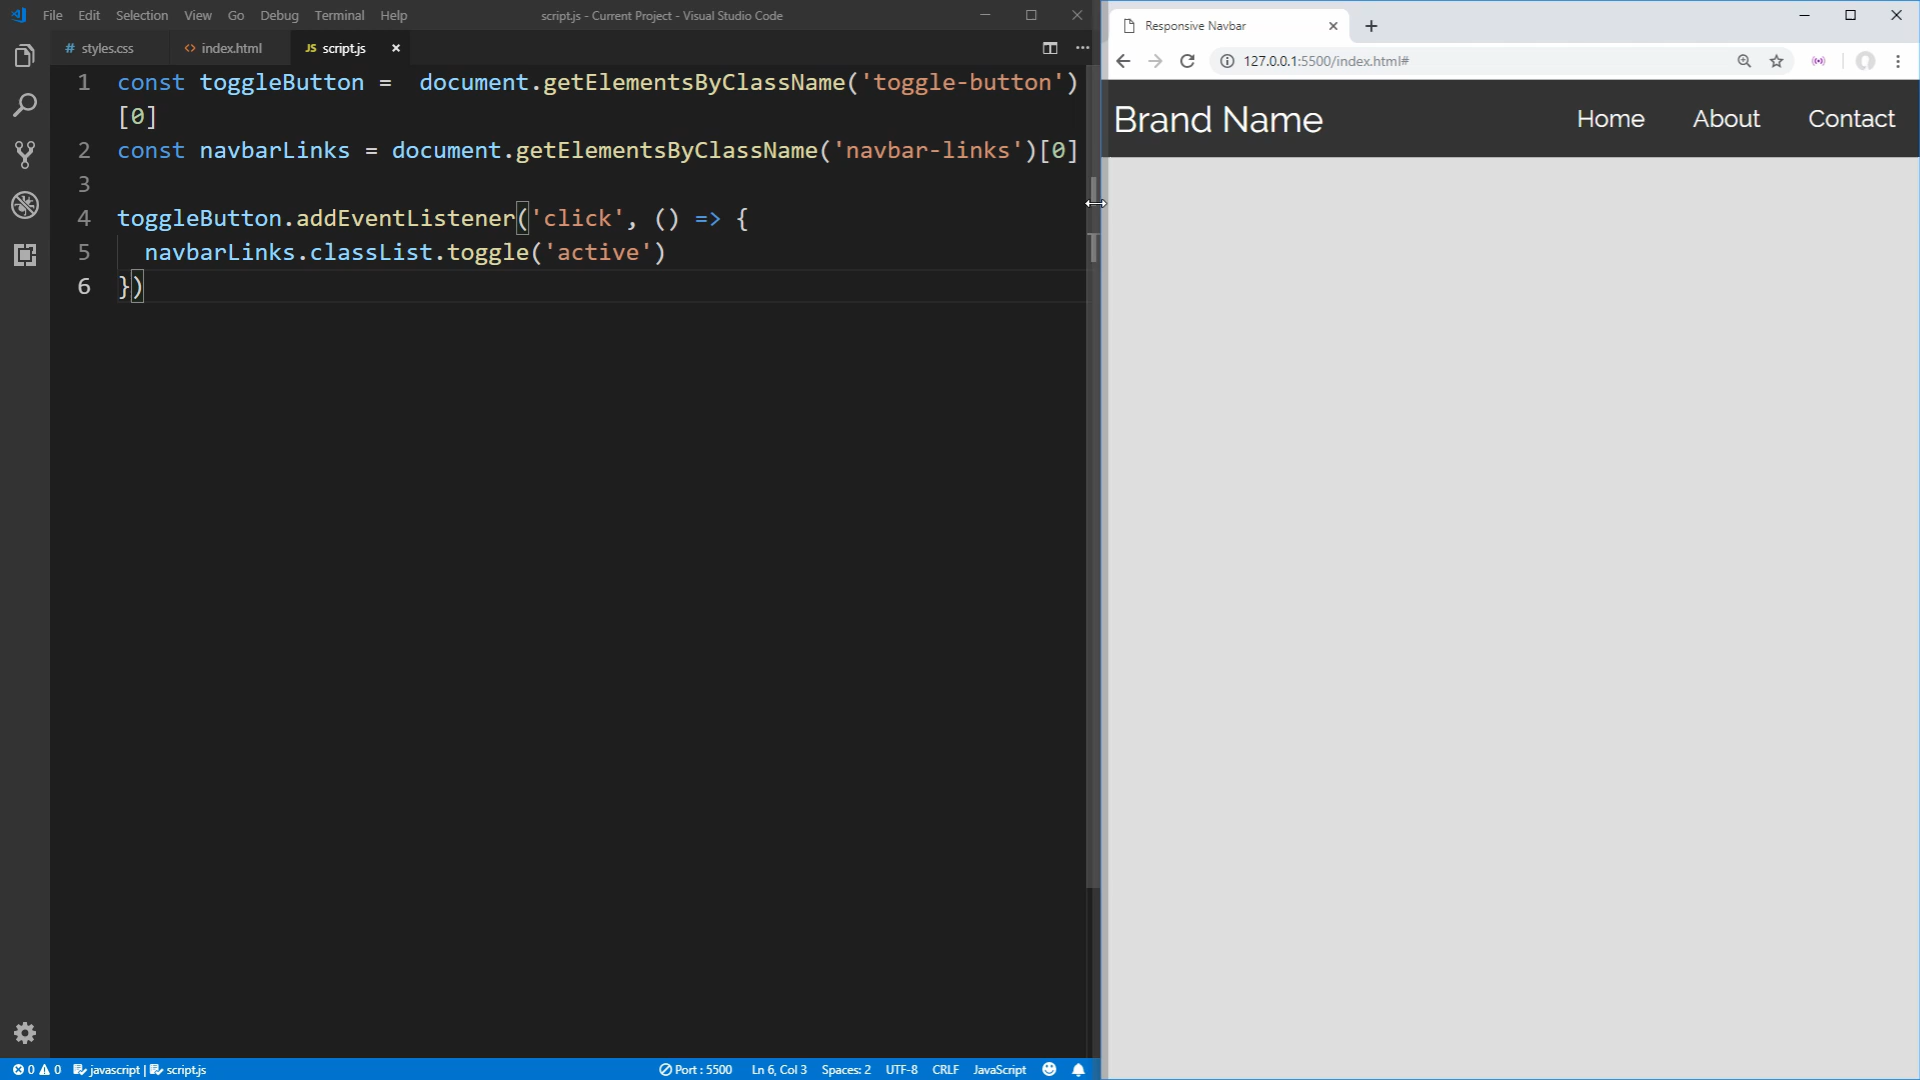 File Edit Selection View Go Debug Terminal Help
script.js - Current Project - Visual Studio Code
# styles.css <> index.html JS script.js
1 const toggleButton =  document.getElementsByClassName('toggle-button')
[0]
2 const navbarLinks = document.getElementsByClassName('navbar-links')[0]
3
4 toggleButton.addEventListener('click', () => {
5 navbarLinks.classList.toggle('active')
6 })
0 0 javascript | script.js
Port : 5500 Ln 6, Col 3 Spaces: 2 UTF-8 CRLF JavaScript
Responsive Navbar
127.0.0.1:5500/index.html#
Brand Name Home About Contact